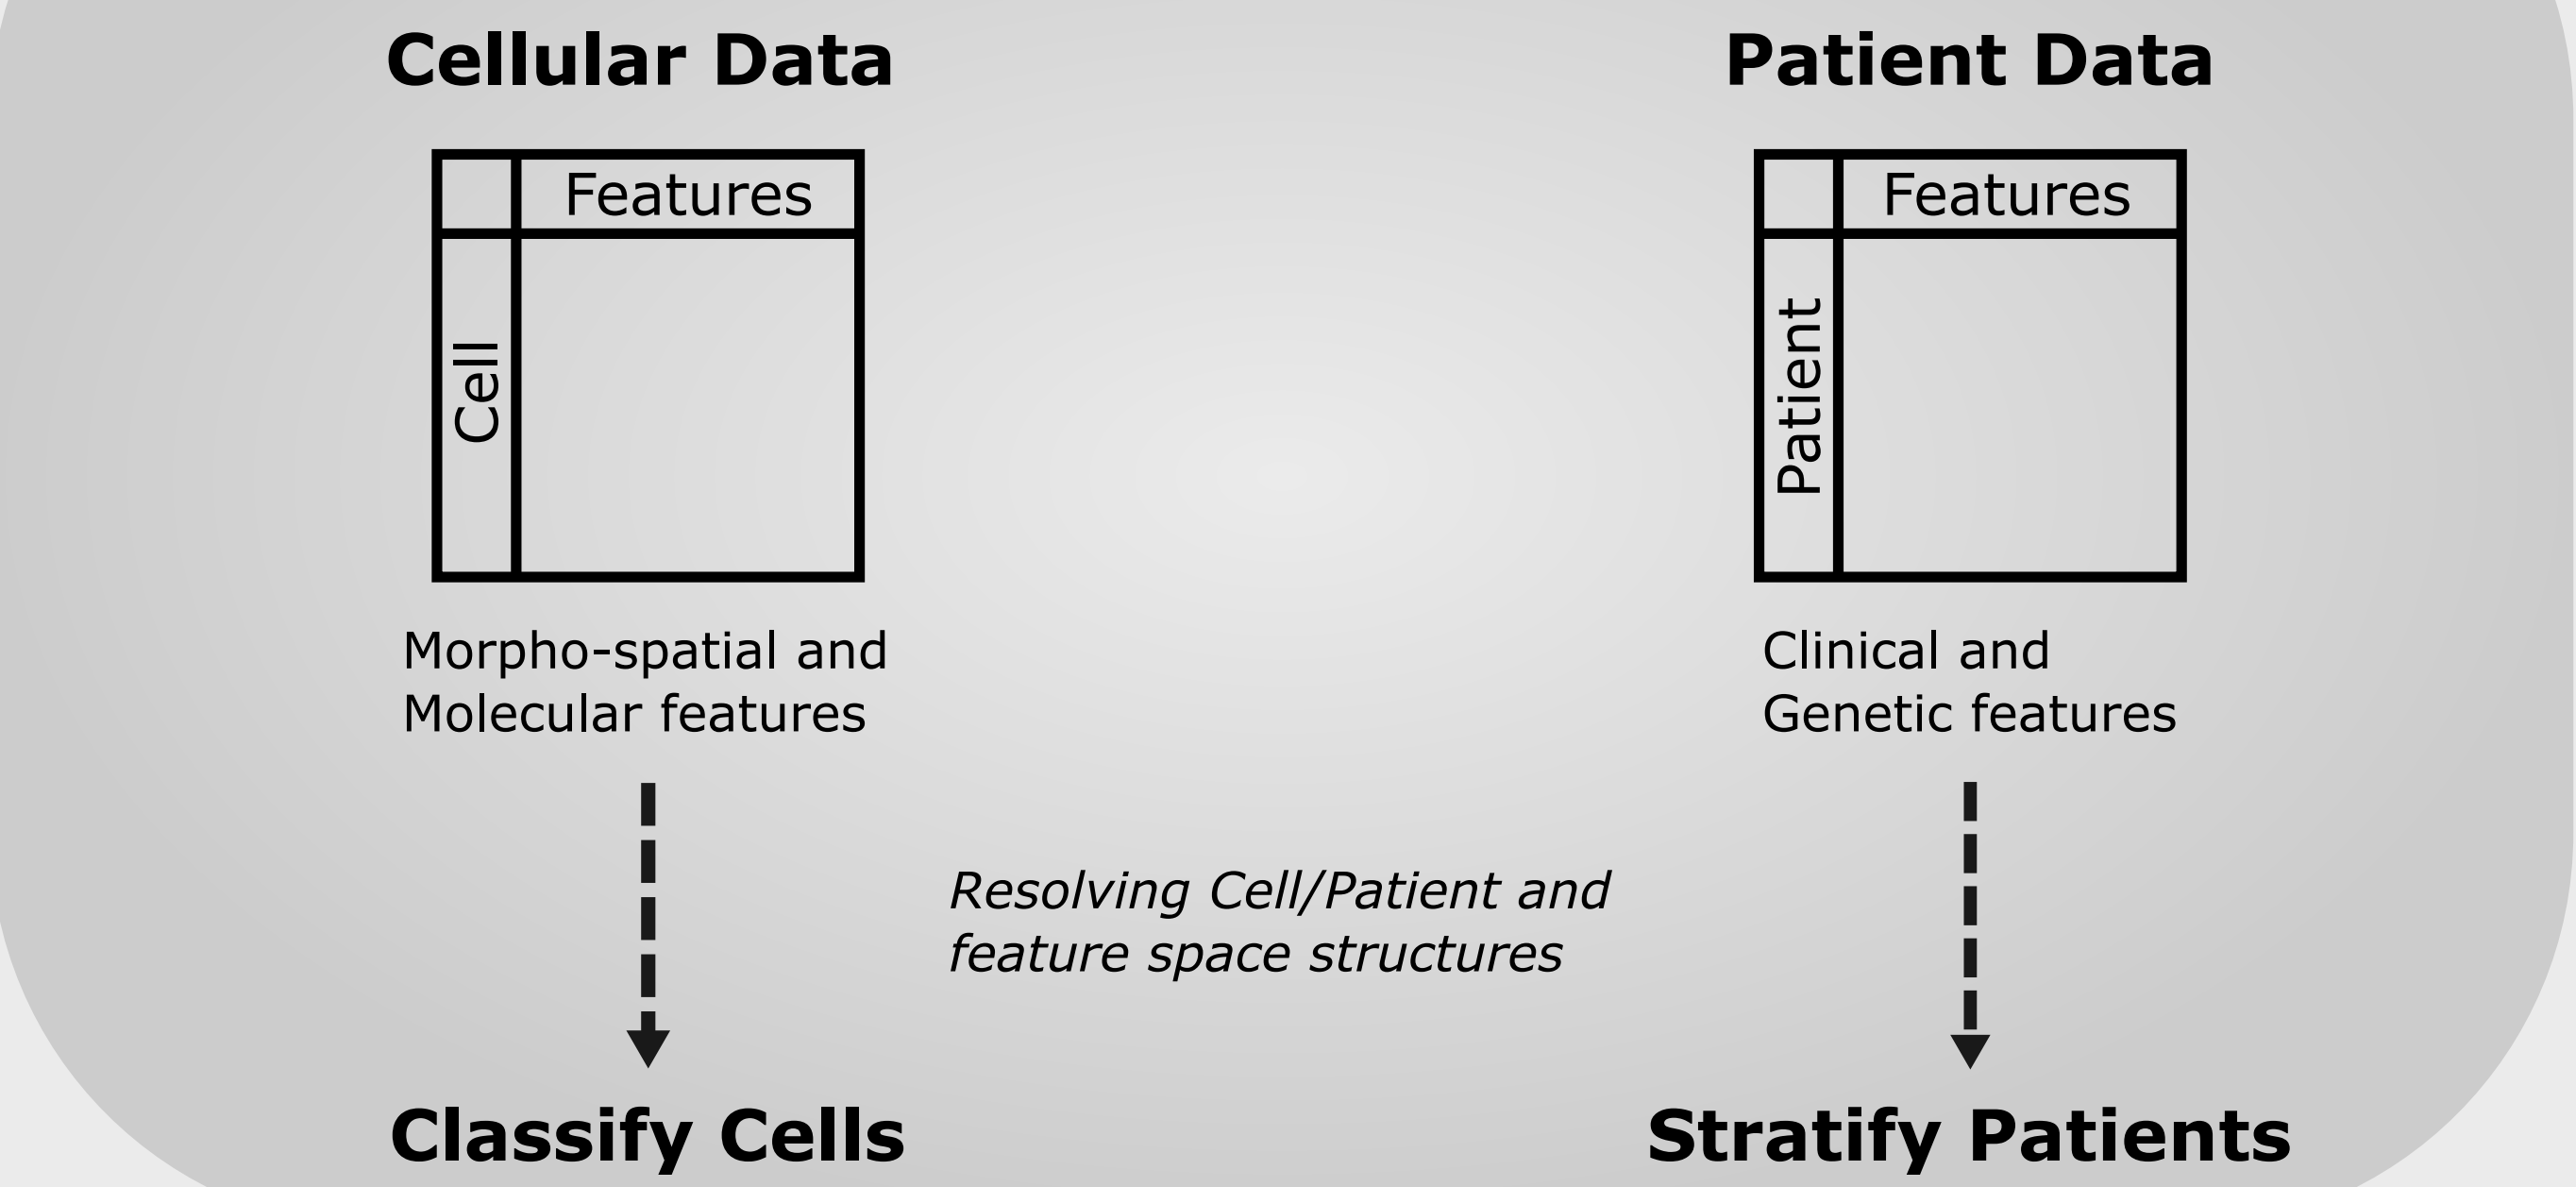 Cellular Data
Features
Cell
Morpho-spatial and
Molecular features
Classify Cells
Resolving Cell/Patient and
feature space structures
Patient Data
Features
Patient
Clinical and
Genetic features
Stratify Patients